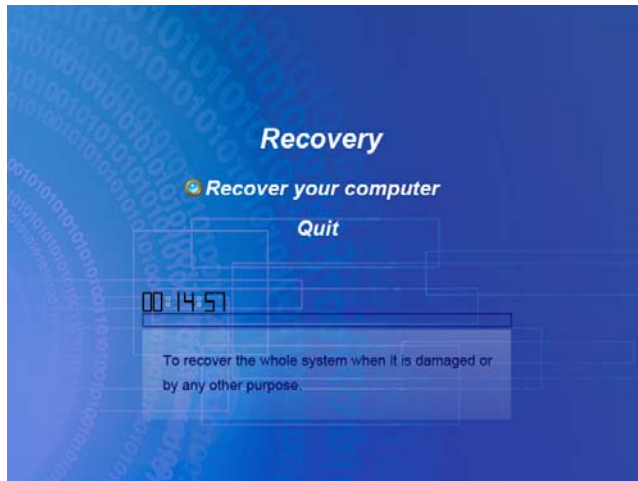 Recovery
Recover your computer
Quit
00:14:57
To recover the whole system when it is damaged or
by any other purpose.